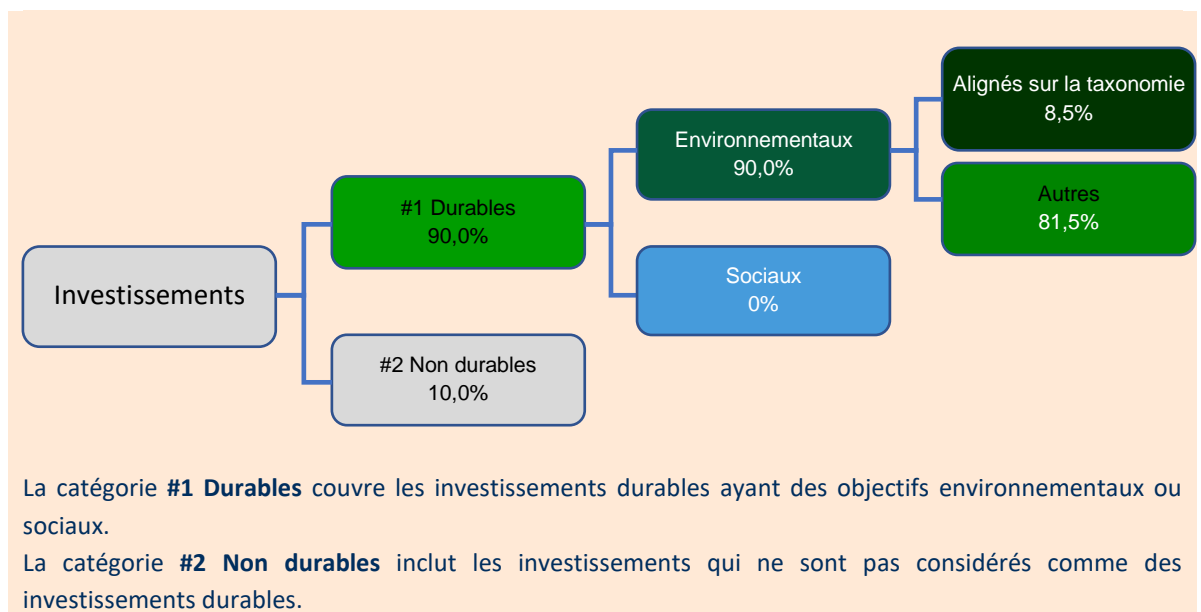 Alignés sur la taxonomie
8,5%
Environnementaux
90,0%
Autres
81,5%
#1 Durables
90,0%
Sociaux
0%
Investissements
#2 Non durables
10,0%
La catégorie #1 Durables couvre les investissements durables ayant des objectifs environnementaux ou
sociaux.
La catégorie #2 Non durables inclut les investissements qui ne sont pas considérés comme des
investissements durables.